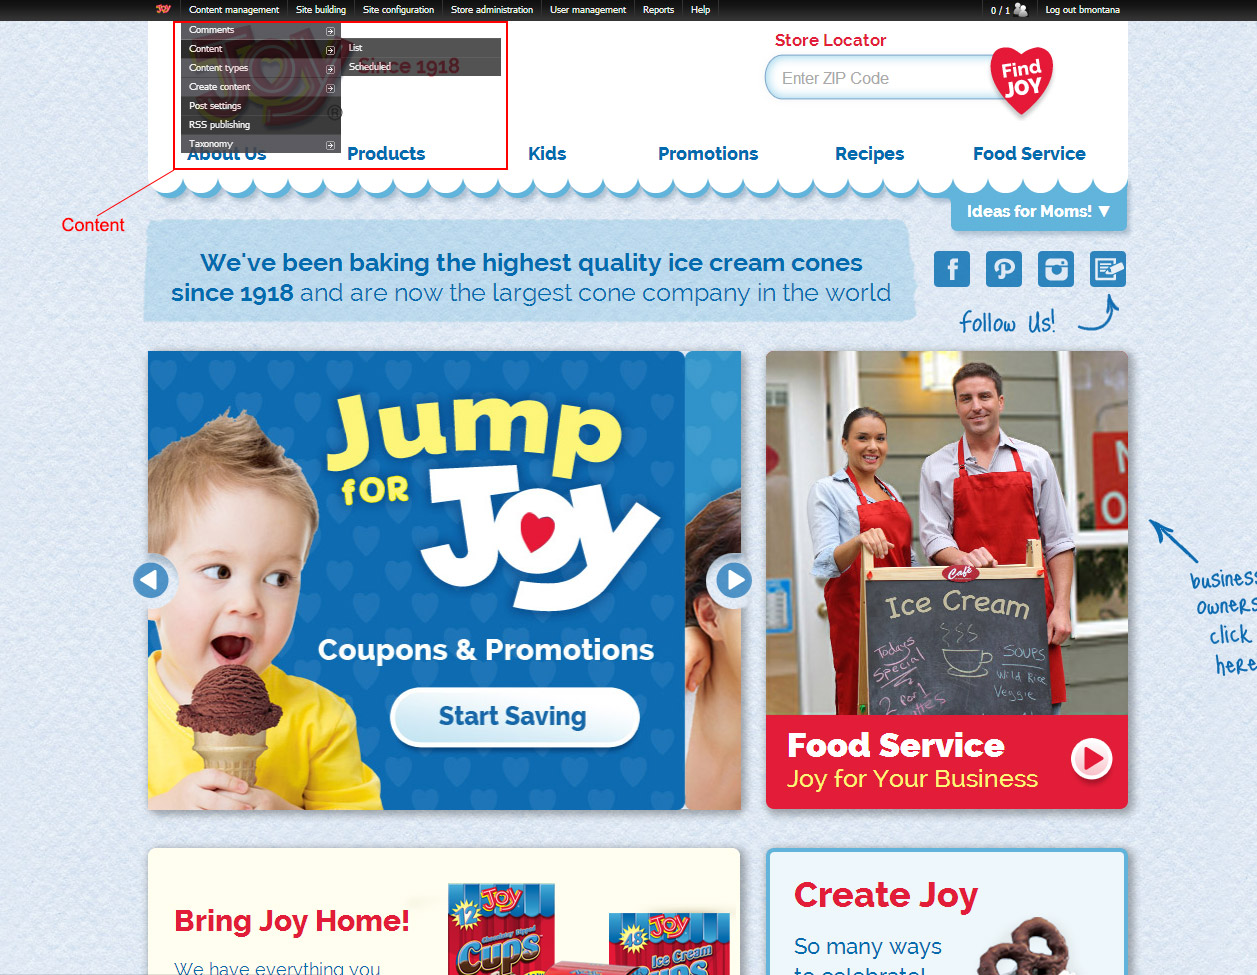 JOY Content management Site building Site configuration Store administration User management Reports Help 0 / 1 Log out bmontana
Comments
Content List
Content types Scheduled
Create content
Post settings
RSS publishing
Taxonomy
JOY
®
Since 1918
Store Locator
Enter ZIP Code
Find
JOY
About Us Products Kids Promotions Recipes Food Service
Content
Ideas for Moms! ▼
We've been baking the highest quality ice cream cones
since 1918 and are now the largest cone company in the world
follow Us!
Jump
for
Joy
Coupons & Promotions
Start Saving
Café
Ice Cream
Todays
Special
2 for 1
Soups
Wild Rice
Veggie
Food Service
Joy for Your Business
business
owners
click
here
Bring Joy Home!
We have everything you
12
Joy
Chocolately Dipped
Cups
48
Joy
Ice Cream
Cups
Create Joy
So many ways
to celebrate!